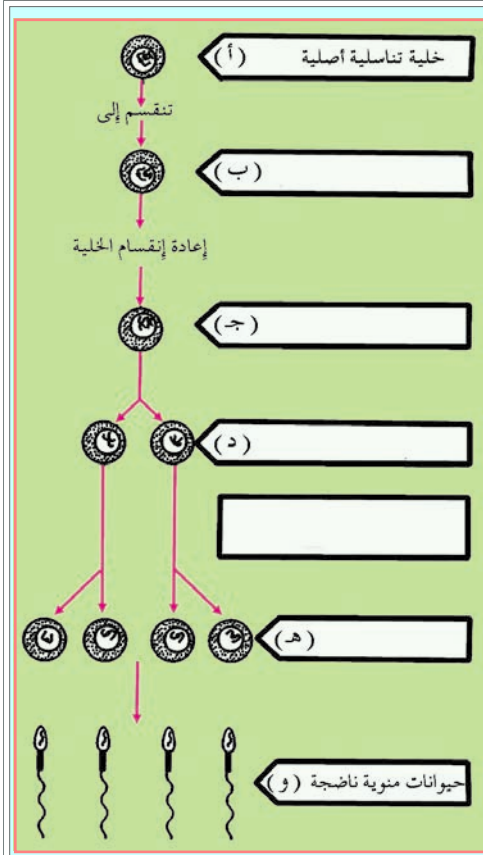 خلية تناسلية أصلية (أ)
تنقسم إلى
(ب)
إعادة إنقسام الخلية
(جـ)
(د)
(هـ)
حيوانات منوية ناضجة (و)